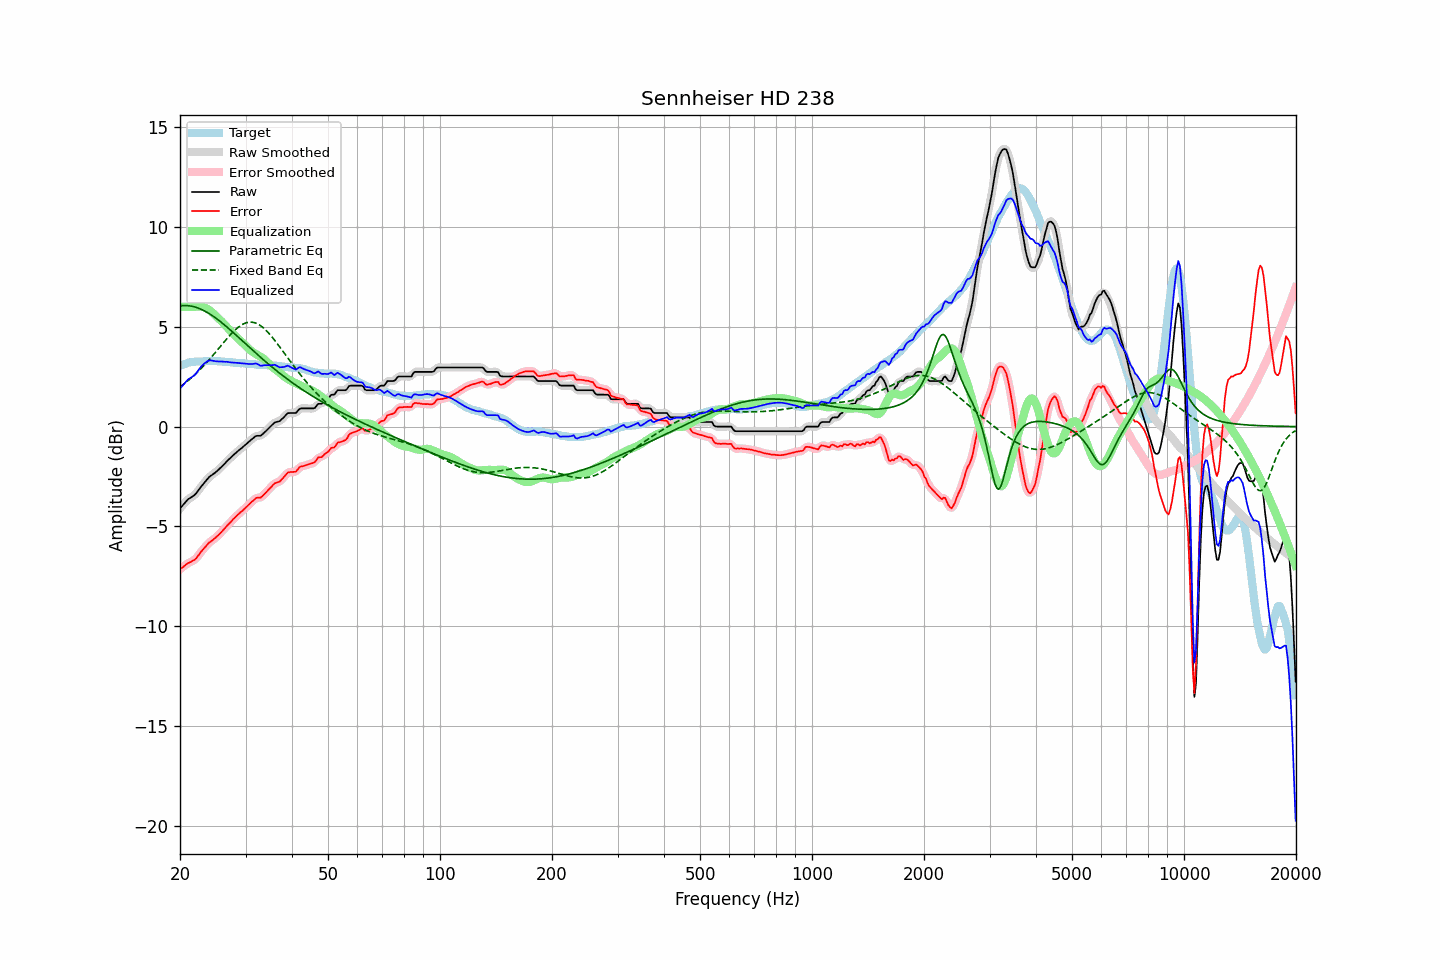 Sennheiser HD 238
Target
Raw Smoothed
Error Smoothed
Raw
Error
Equalization
Parametric Eq
Fixed Band Eq
Equalized
15
10
5
0
−5
−10
−15
−20
Amplitude (dBr)
20 50 100 200 500 1000 2000 5000 10000 20000
Frequency (Hz)